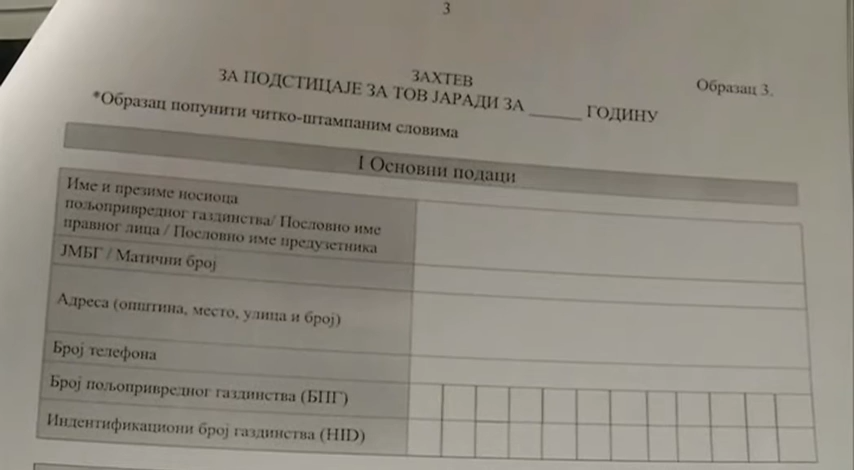 3
ЗАХТЕВ
Образац 3.
ЗА ПОДСТИЦАЈЕ ЗА ТОВ ЈАРАДИ ЗА ______ ГОДИНУ
*Образац попунити читко-штампаним словима
I Основни подаци
Име и презиме носиоца
пољопривредног газдинства/ Пословно име
правног лица / Пословно име предузетника
ЈМБГ / Матични број
Адреса (општина, место, улица и број)
Број телефона
Број пољопривредног газдинства (БПГ)
Индентификациони број газдинства (HID)